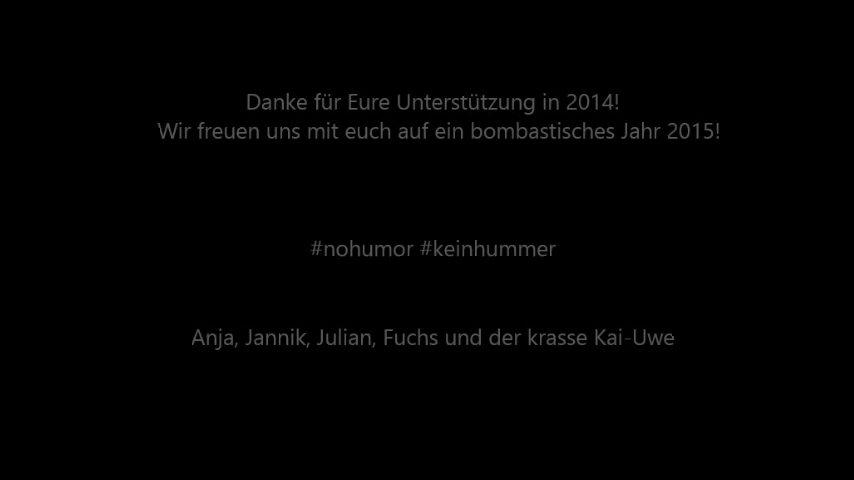 Danke für Eure Unterstützung in 2014!
Wir freuen uns mit euch auf ein bombastisches Jahr 2015!
#nohumor #keinhummer
Anja, Jannik, Julian, Fuchs und der krasse Kai-Uwe